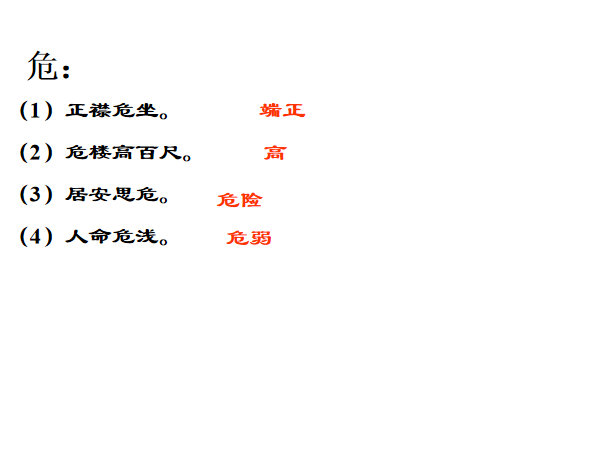 危：
（1）正襟危坐。 端正
（2）危楼高百尺。 高
（3）居安思危。 危险
（4）人命危浅。 危弱